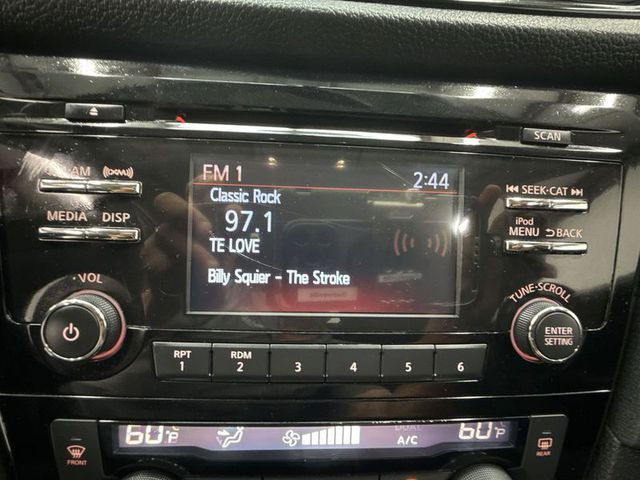 SCAN
FM 1
2:44
AM
SEEK·CAT
Classic Rock
97.1
MEDIA DISP
TE LOVE
iPod
MENU BACK
Billy Squier - The Stroke
VOL
TUNE·SCROLL
ENTER
SETTING
RPT
1
RDM
2
3
4
5
6
60°F
DUAL
A/C
60°F
FRONT
REAR